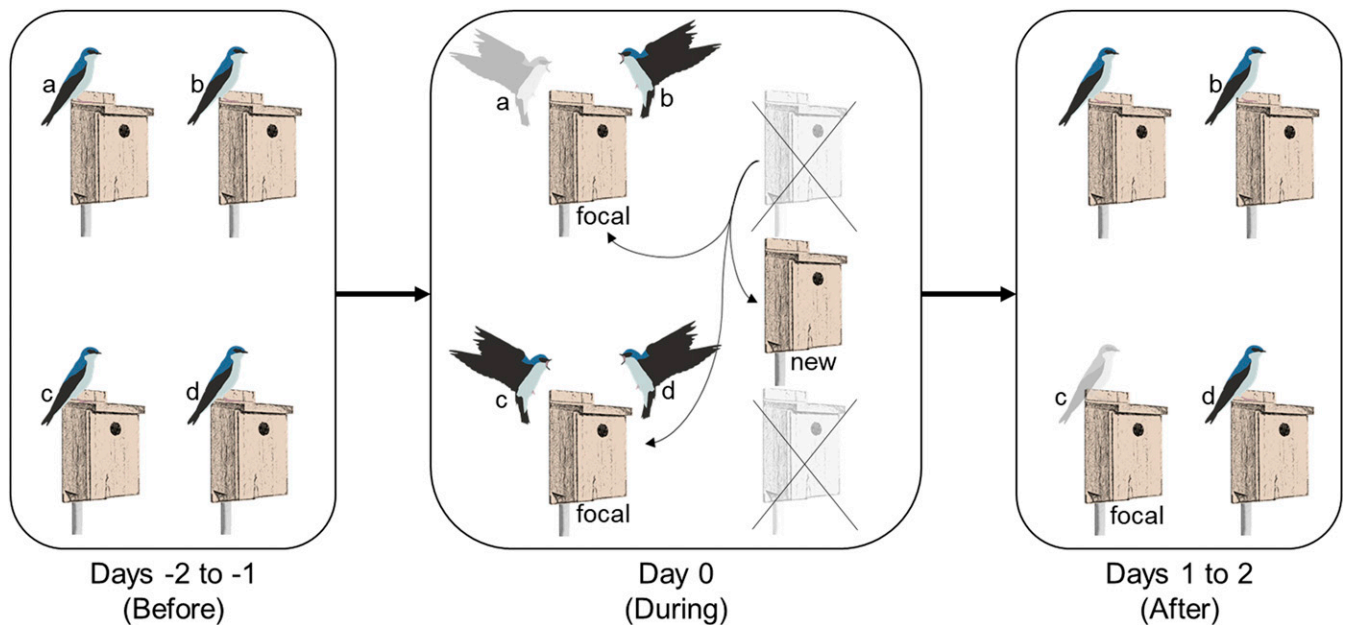 a
b
c
d
Days -2 to -1
(Before)
a
b
focal
new
c
d
focal
Day 0
(During)
b
c
d
focal
Days 1 to 2
(After)